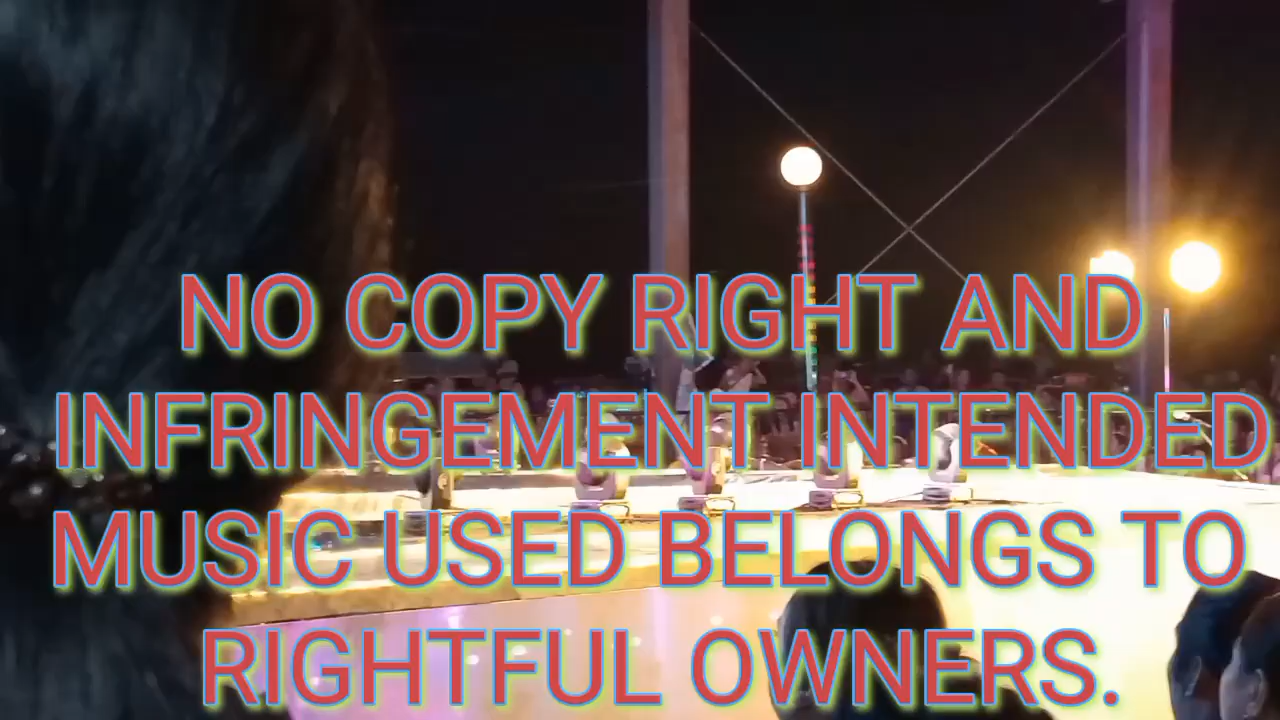 NO COPY RIGHT AND
INFRINGEMENT INTENDED
MUSIC USED BELONGS TO
RIGHTFUL OWNERS.